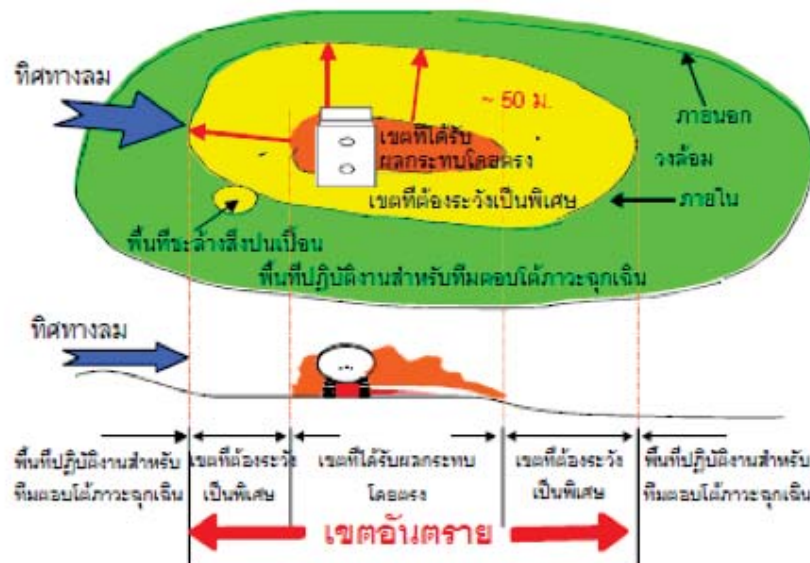 ทิศทางลม
~ 50 ม.
ภายนอก
เขตที่ได้รับ
ผลกระทบโดยตรง
วงล้อม
เขตที่ต้องระวังเป็นพิเศษ
ภายใน
พื้นที่ชะล้างสิ่งปนเปื้อน
พื้นที่ปฏิบัติงานสำหรับทีมตอบโต้ภาวะฉุกเฉิน
ทิศทางลม
พื้นที่ปฏิบัติงานสำหรับ
ทีมตอบโต้ภาวะฉุกเฉิน
เขตที่ต้องระวัง
เป็นพิเศษ
เขตที่ได้รับผลกระทบ
โดยตรง
เขตที่ต้องระวัง
เป็นพิเศษ
พื้นที่ปฏิบัติงานสำหรับ
ทีมตอบโต้ภาวะฉุกเฉิน
เขตอันตราย